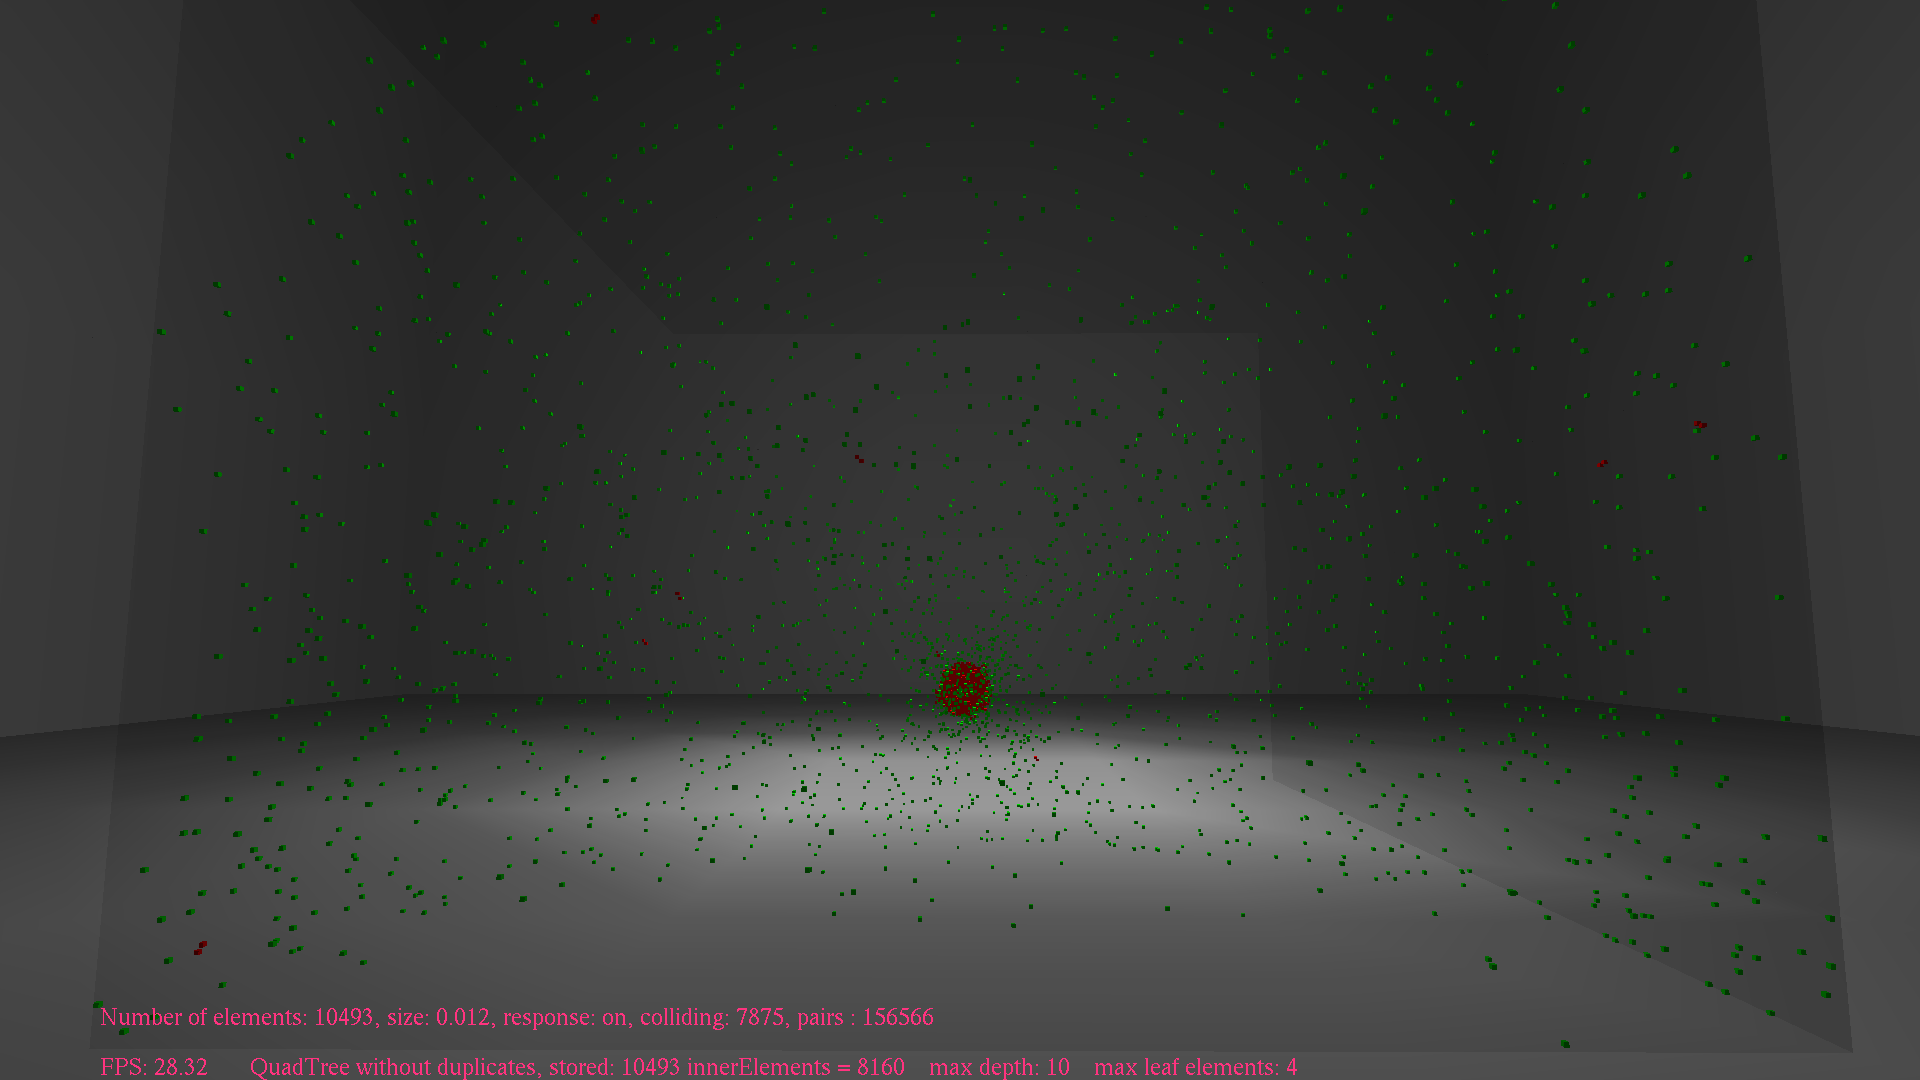 Number of elements: 10493, size: 0.012, response: on, colliding: 7875, pairs : 156566
FPS: 28.32 QuadTree without duplicates, stored: 10493 innerElements = 8160 max depth: 10 max leaf elements: 4